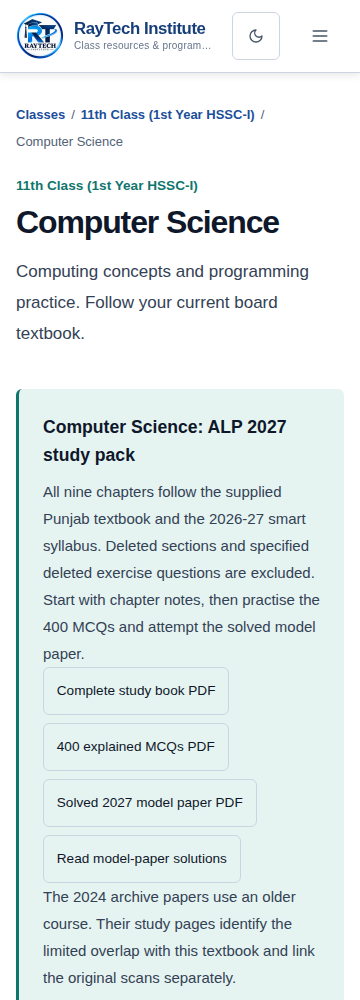 RT
RAYTECH
RayTech Institute
Class resources & program…
Classes / 11th Class (1st Year HSSC-I) /
Computer Science
11th Class (1st Year HSSC-I)
Computer Science
Computing concepts and programming
practice. Follow your current board
textbook.
Computer Science: ALP 2027
study pack
All nine chapters follow the supplied
Punjab textbook and the 2026-27 smart
syllabus. Deleted sections and specified
deleted exercise questions are excluded.
Start with chapter notes, then practise the
400 MCQs and attempt the solved model
paper.
Complete study book PDF
400 explained MCQs PDF
Solved 2027 model paper PDF
Read model-paper solutions
The 2024 archive papers use an older
course. Their study pages identify the
limited overlap with this textbook and link
the original scans separately.